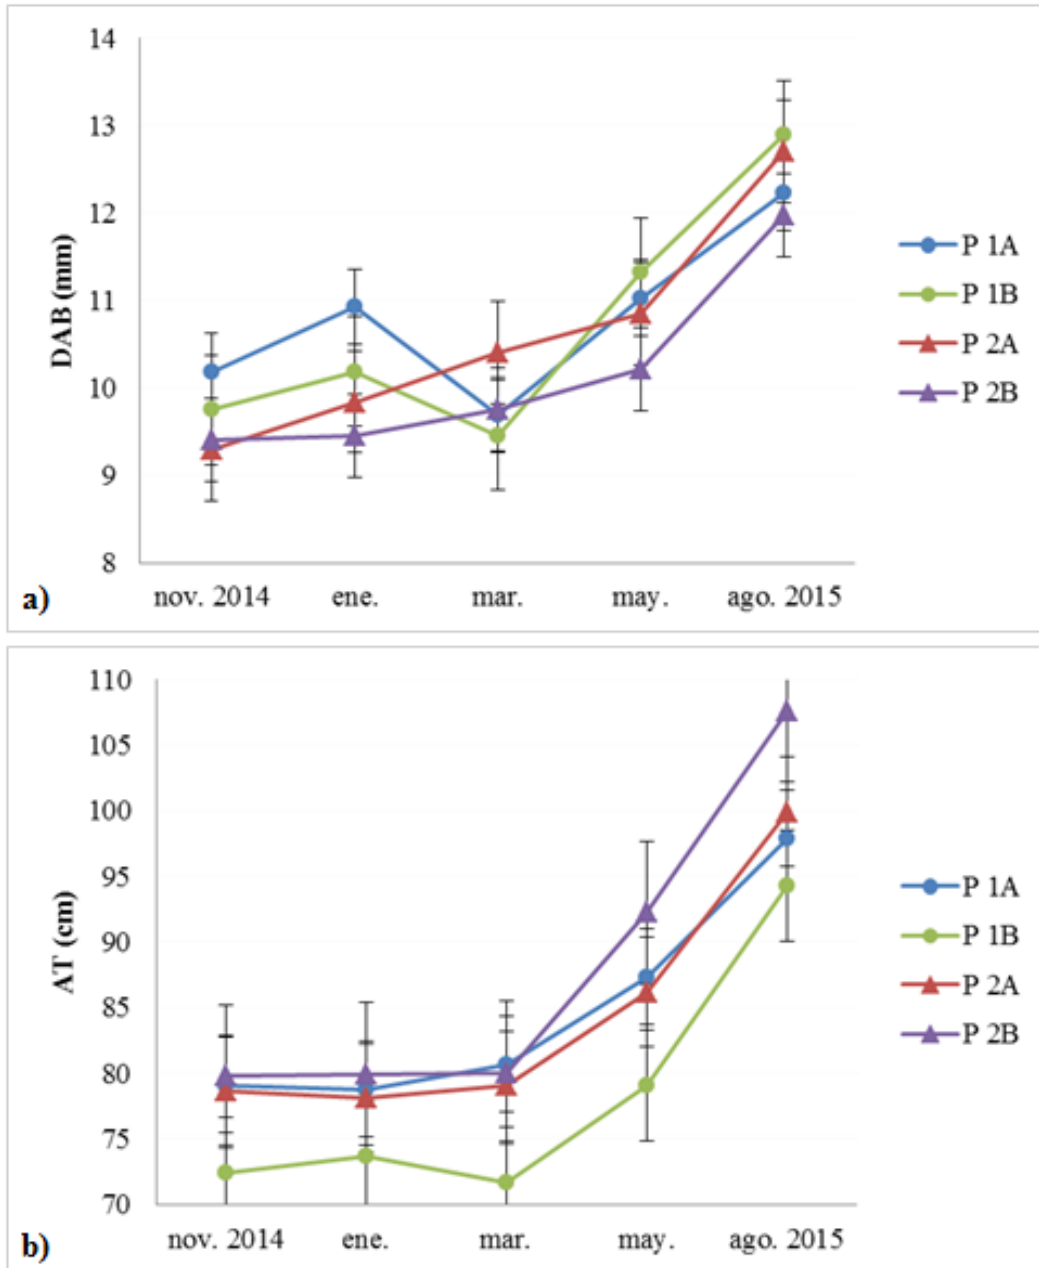 14
13
12
11
10
9
8
DAB (mm)
nov. 2014 ene. mar. may. ago. 2015
P 1A
P 1B
P 2A
P 2B
a)
110
105
100
95
90
85
80
75
70
AT (cm)
nov. 2014 ene. mar. may. ago. 2015
P 1A
P 1B
P 2A
P 2B
b)